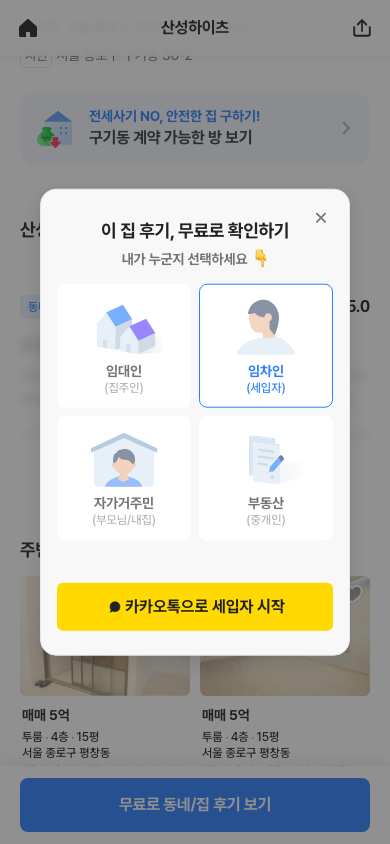 산성하이츠
전세사기 NO, 안전한 집 구하기!
구기동 계약 가능한 방 보기
이 집 후기, 무료로 확인하기
내가 누군지 선택하세요 👇
5.0
임대인
(집주인)
임차인
(세입자)
자가거주민
(부모님/내집)
부동산
(중개인)
카카오톡으로 세입자 시작
매매 5억
투룸 · 4층 · 15평
서울 종로구 평창동
매매 5억
투룸 · 4층 · 15평
서울 종로구 평창동
무료로 동네/집 후기 보기